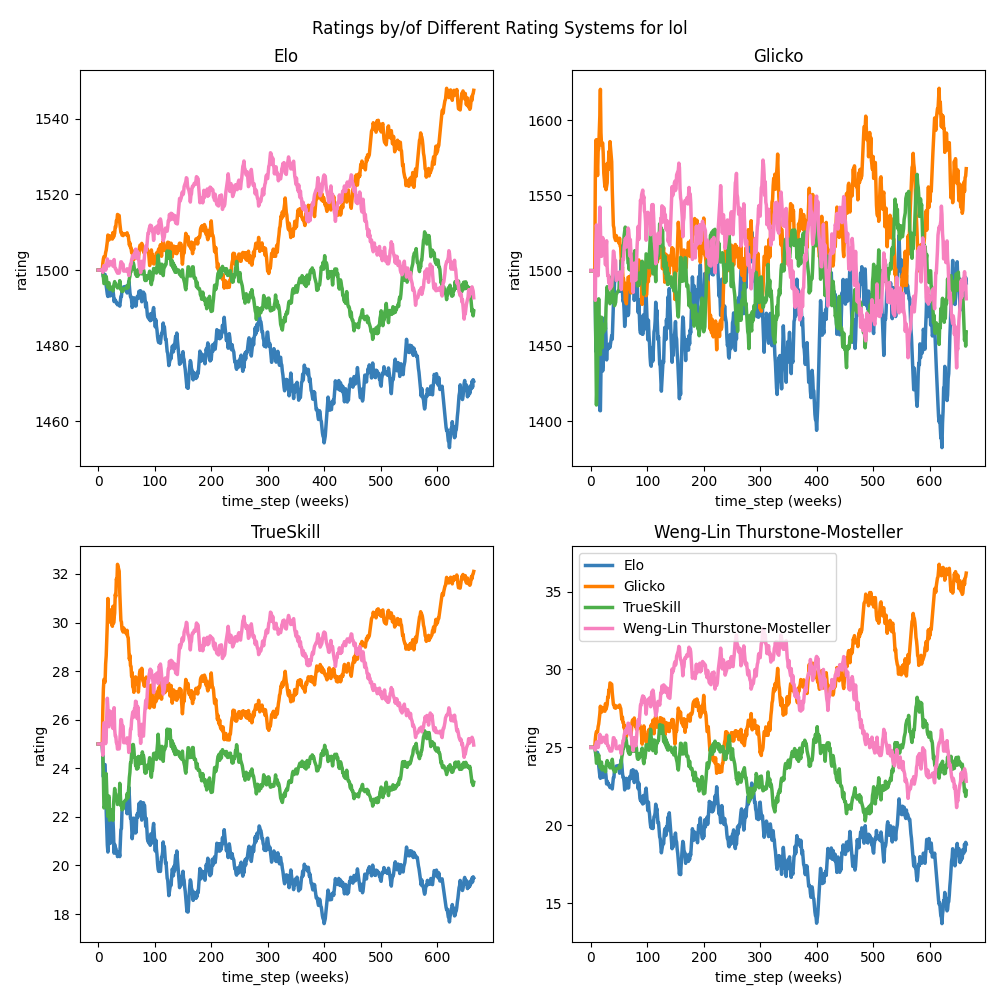 Ratings by/of Different Rating Systems for lol
Elo
1540
1520
1500
1480
1460
rating
0 100 200 300 400 500 600
time_step (weeks)
Glicko
1600
1550
1500
1450
1400
rating
0 100 200 300 400 500 600
time_step (weeks)
TrueSkill
32
30
28
26
24
22
20
18
rating
0 100 200 300 400 500 600
time_step (weeks)
Weng-Lin Thurstone-Mosteller
Elo
Glicko
TrueSkill
Weng-Lin Thurstone-Mosteller
35
30
25
20
15
rating
0 100 200 300 400 500 600
time_step (weeks)